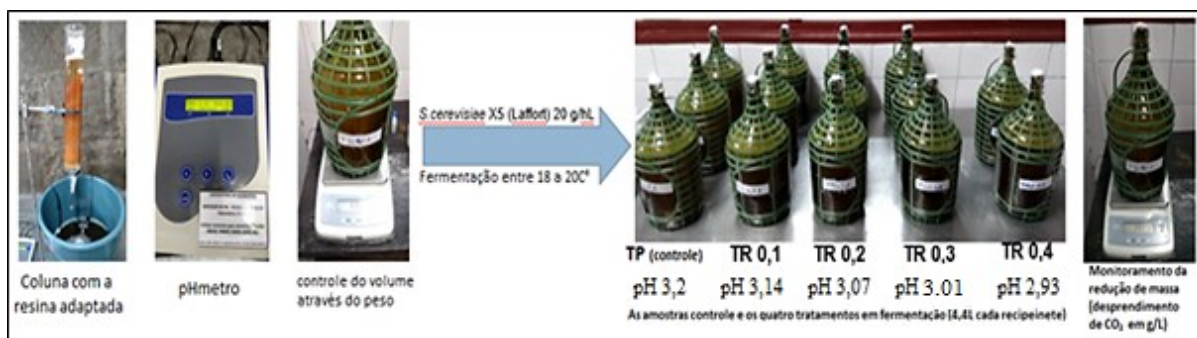 Coluna com a
resina adaptada
pHmetro
controle do volume
através do peso
S.cerevisiae X5 (Laffort) 20 g/hL
Fermentação entre 18 a 20C°
TP (controle)
TR 0,1
TR 0,2
TR 0,3
TR 0,4
pH 3,2
pH 3,14
pH 3,07
pH 3.01
pH 2,93
As amostras controle e os quatro tratamentos em fermentação (4,4L cada recipeinete)
Monitoramento da
redução de massa
(desprendimento
de CO₂ em g/L)